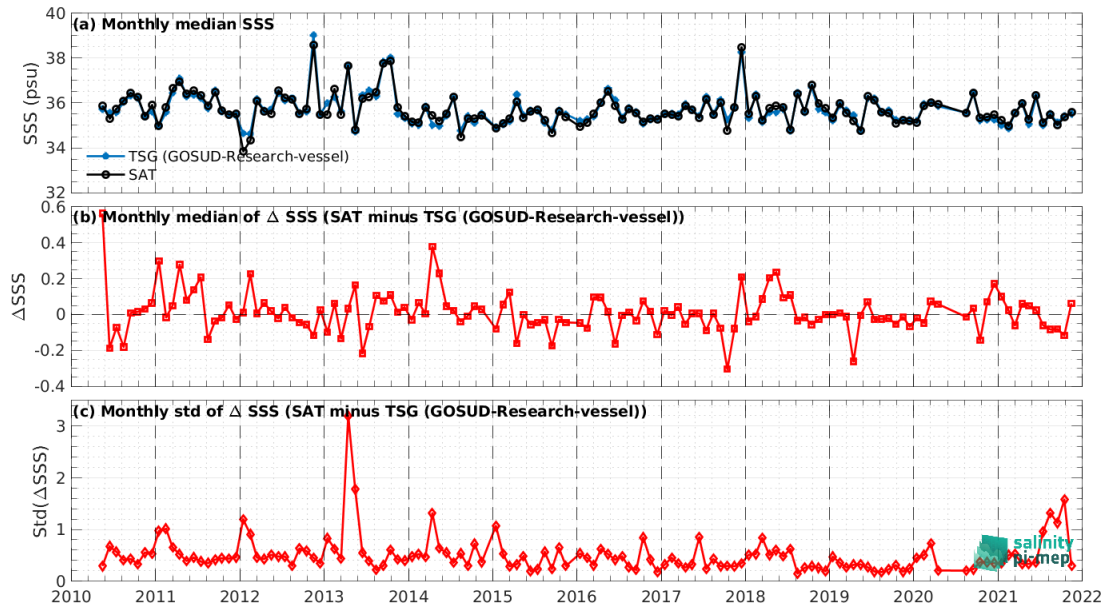 (a) Monthly median SSS
40
38
36
34
32
SSS (psu)
TSG (GOSUD-Research-vessel)
SAT
(b) Monthly median of Δ SSS (SAT minus TSG (GOSUD-Research-vessel))
0.6
0.4
0.2
0
-0.2
-0.4
ΔSSS
(c) Monthly std of Δ SSS (SAT minus TSG (GOSUD-Research-vessel))
3
2
1
0
Std(ΔSSS)
salinity
pi-mep
2010 2011 2012 2013 2014 2015 2016 2017 2018 2019 2020 2021 2022